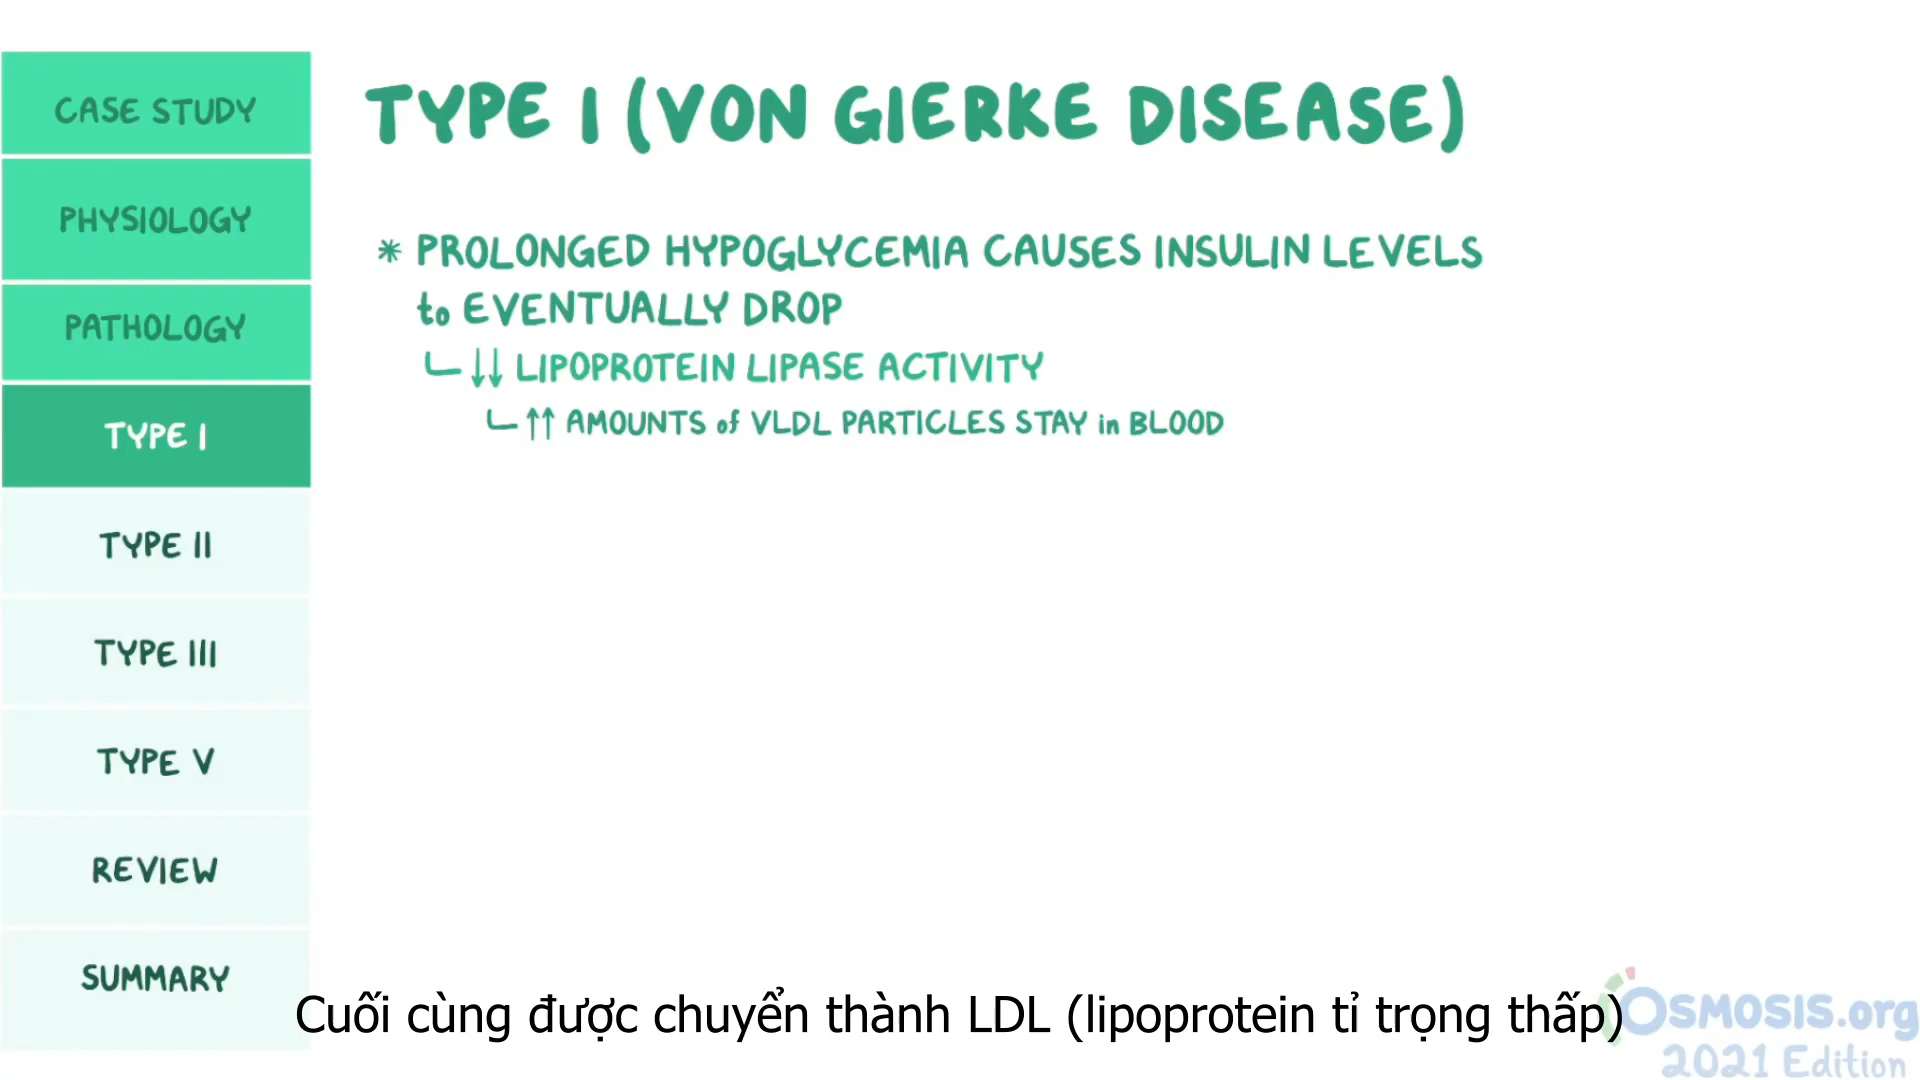 CASE STUDY
PHYSIOLOGY
PATHOLOGY
TYPE I
TYPE II
TYPE III
TYPE V
REVIEW
SUMMARY
TYPE I (VON GIERKE DISEASE)
* PROLONGED HYPOGLYCEMIA CAUSES INSULIN LEVELS
to EVENTUALLY DROP
↓↓ LIPOPROTEIN LIPASE ACTIVITY
↑↑ AMOUNTS of VLDL PARTICLES STAY in BLOOD
Cuối cùng được chuyển thành LDL (lipoprotein tỉ trọng thấp)
OSMOSIS.org
2021 Edition